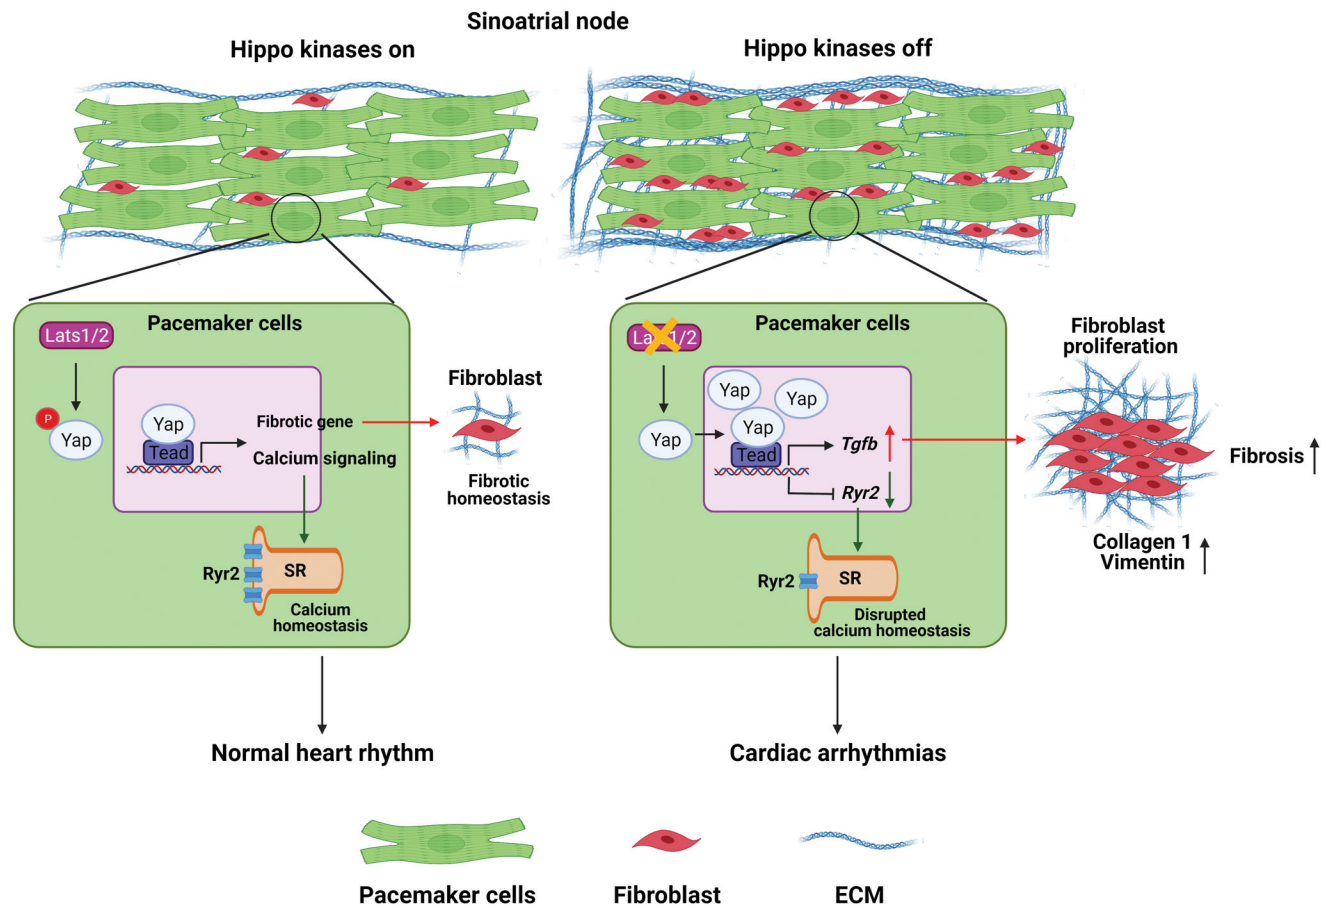 Sinoatrial node
Hippo kinases on
Hippo kinases off
Pacemaker cells
Lats1/2
P
Yap
Yap
Tead
Fibrotic gene
Calcium signaling
Ryr2
SR
Calcium
homeostasis
Fibroblast
Fibrotic
homeostasis
Normal heart rhythm
Pacemaker cells
Lats1/2
Yap
Yap
Yap
Yap
Tead
Tgfb
Ryr2
Ryr2
SR
Disrupted
calcium homeostasis
Fibroblast
proliferation
Fibrosis
Collagen 1
Vimentin
Cardiac arrhythmias
Pacemaker cells
Fibroblast
ECM